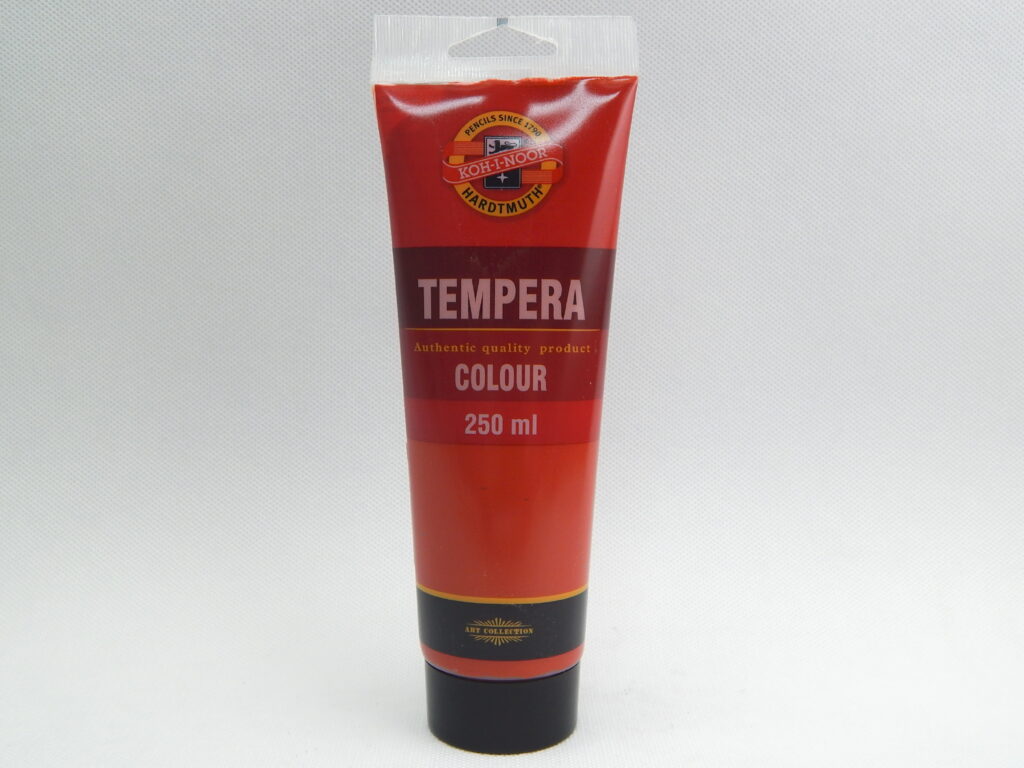 PENCILS SINCE 1790
KOH-I-NOOR
HARDTMUTH®
TEMPERA
Authentic quality product
COLOUR
250 ml
ART COLLECTION